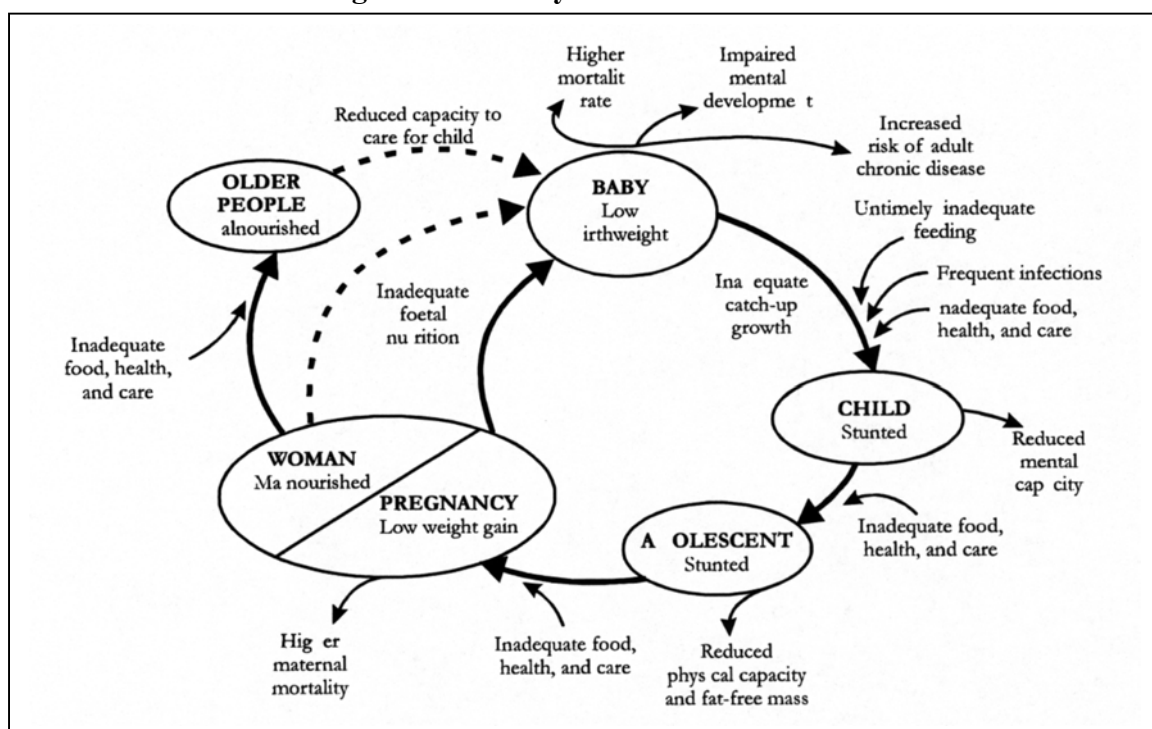 Higher
mortalit
rate
Impaired
mental
developme t
Increased
risk of adult
chronic disease
Reduced capacity to
care for child
OLDER
PEOPLE
alnourished
BABY
Low
irthweight
Untimely inadequate
feeding
Frequent infections
nadequate food,
health, and care
Ina equate
catch-up
growth
Inadequate
foetal
nu rition
Inadequate
food, health,
and care
CHILD
Stunted
Reduced
mental
cap city
WOMAN
Ma nourished
PREGNANCY
Low weight gain
A OLESCENT
Stunted
Inadequate food,
health, and care
Hig er
maternal
mortality
Inadequate food,
health, and care
Reduced
phys cal capacity
and fat-free mass